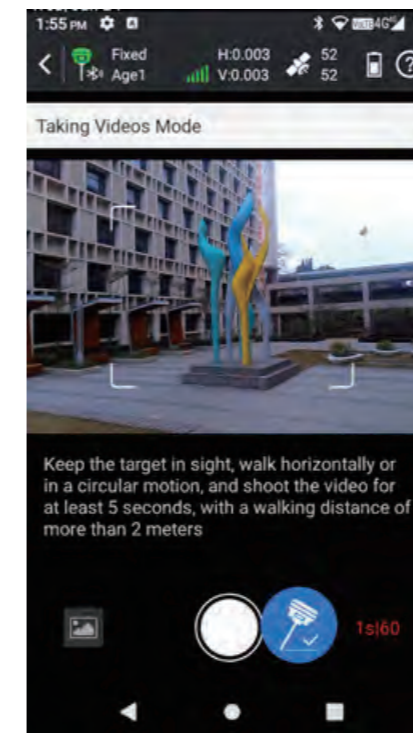 1:55 PM
4G
Fixed H:0.003 52
Age1 V:0.003 52
Taking Videos Mode
Keep the target in sight, walk horizontally or
in a circular motion, and shoot the video for
at least 5 seconds, with a walking distance of
more than 2 meters
1s|60